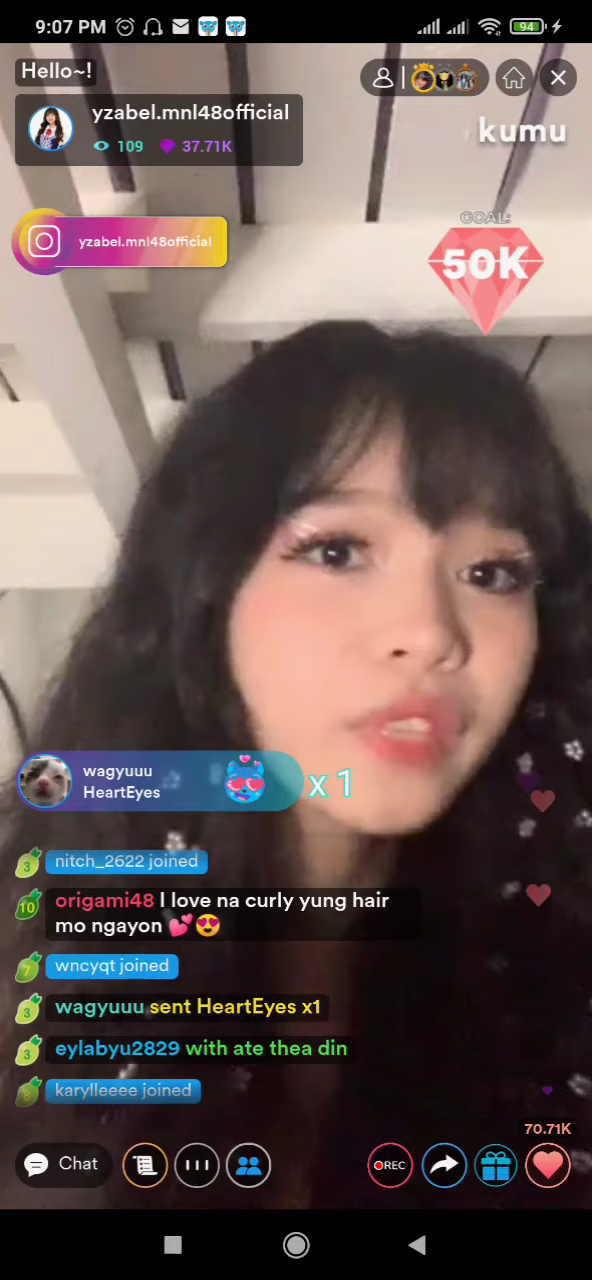 9:07 PM
94
Hello~!
yzabel.mnl48official
109
37.71K
kumu
yzabel.mnl48official
GOAL:
50K
wagyuuu
HeartEyes
x 1
3
nitch_2622 joined
10
origami48 I love na curly yung hair
mo ngayon 💕😍
7
wncyqt joined
3
wagyuuu sent HeartEyes x1
3
eylabyu2829 with ate thea din
karylleeee joined
70.71K
Chat
REC